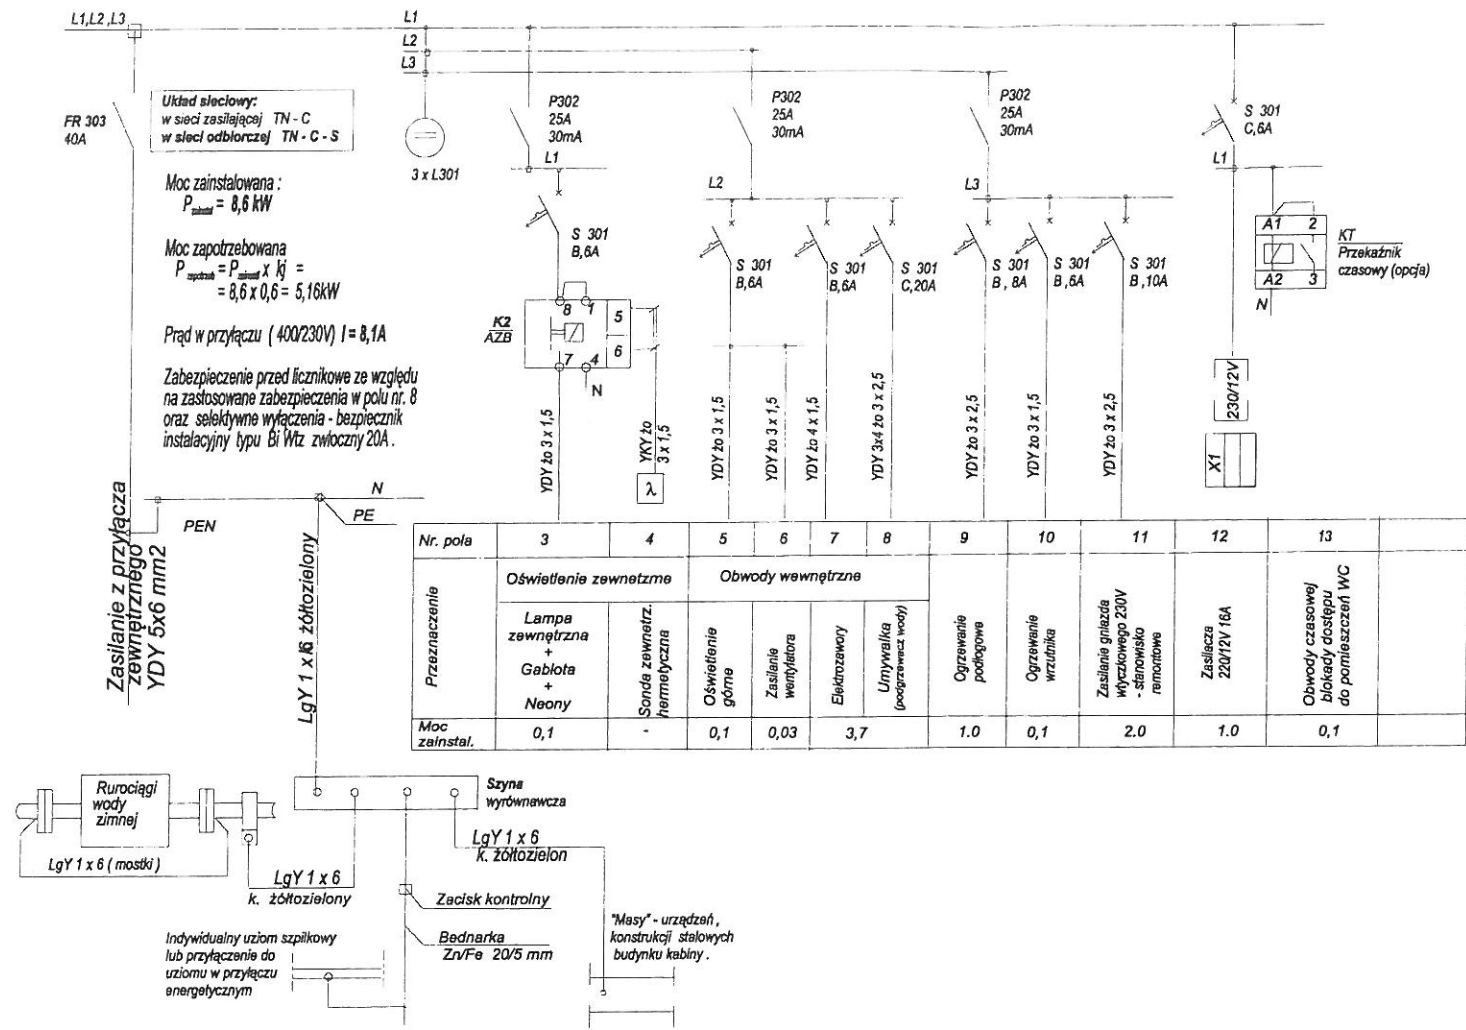 L1,L2 ,L3
L1
L2
L3
FR 303
40A
Układ sieciowy:
w sieci zasilającej TN - C
w sieci odbiorczej TN - C - S
Moc zainstalowana :
P = 8,6 kW
Moc zapotrzebowana
P = P x kj =
= 8,6 x 0,6 = 5,16kW
Prąd w przyłączu ( 400/230V) I = 8,1A
Zabezpieczenie przed licznikowe ze względu
na zastosowane zabezpieczenia w polu nr. 8
oraz selektywne wyłączenia - bezpiecznik
instalacyjny typu Bi Wtz zwłoczny 20A .
3 x L301
P302
25A
30mA
L1
S 301
B,6A
K2
AZB
8 1
5
6
7 4
N
YDY żo 3 x 1,5
YKY żo
3 x 1,5
λ
P302
25A
30mA
L2
S 301
B,6A
S 301
B,6A
S 301
C,20A
YDY żo 3 x 1,5
YDY żo 3 x 1,5
YDY żo 4 x 1,5
YDY 3x4 żo 3 x 2,5
P302
25A
30mA
L3
S 301
B , 8A
S 301
B ,6A
S 301
B ,10A
YDY żo 3 x 2,5
YDY żo 3 x 1,5
YDY żo 3 x 2,5
S 301
C,6A
L1
A1 2
A2 3
N
KT
Przekaźnik
czasowy (opcja)
230/12V
X1
N
PE
PEN
Zasilanie z przyłącza
zewnętrznego
YDY 5x6 mm2
LgY 1 x 6 żółtozielony
Nr. pola 3 4 5 6 7 8 9 10 11 12 13
Przeznaczenie
Oświetlenie zewnetzme
Obwody wewnętrzne
Lampa
zewnętrzna
+
Gablota
+
Neony
Sonda zewnetrz.
hermetyczna
Oświetlenie
górne
Zasilanie
wentylatora
Elektrozawory
Umywalka
(podgrzewacz wody)
Ogrzewanie
podłogowe
Ogrzewanie
wrzutnika
Zasilanie gniazda
wtyczkowego 230V
- stanowisko
remontowe
Zasilacza
220/12V 16A
Obwody czasowej
blokady dostępu
do pomieszczeń WC
Moc
zainstal.
0,1 - 0,1 0,03 3,7 1.0 0,1 2.0 1.0 0,1
Rurociągi
wody
zimnej
LgY 1 x 6 ( mostki )
Szyna
wyrównawcza
LgY 1 x 6
k. żółtozielony
LgY 1 x 6
k. żółtozielon
Zacisk kontrolny
Bednarka
Zn/Fe 20/5 mm
Indywidualny uziom szpilkowy
lub przyłączenie do
uziomu w przyłączu
energetycznym
"Masy" - urządzeń ,
konstrukcji stalowych
budynku kabiny .